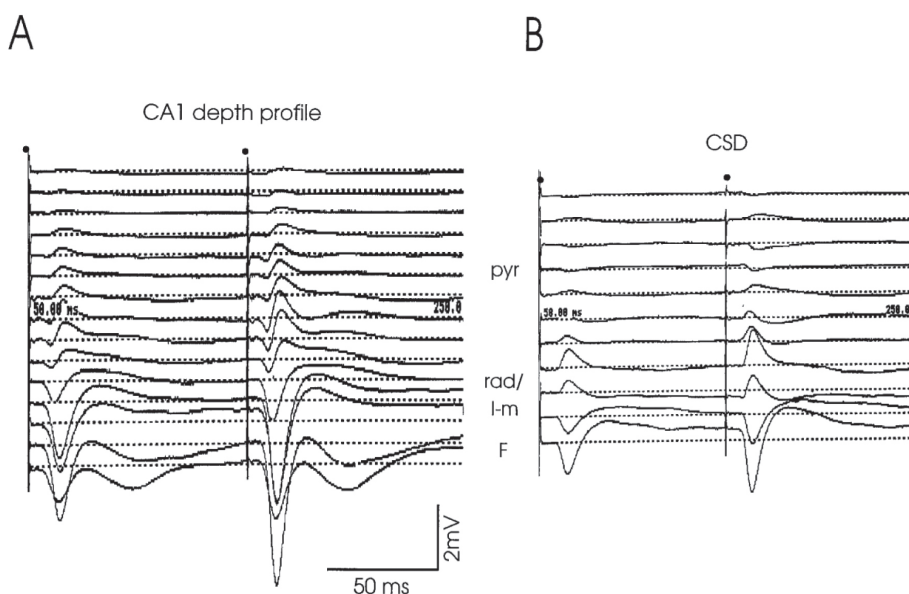 A
CA1 depth profile
50.00 ms
250.0
2mV
50 ms
B
CSD
pyr
50.00 ms
250.0
rad/
l-m
F